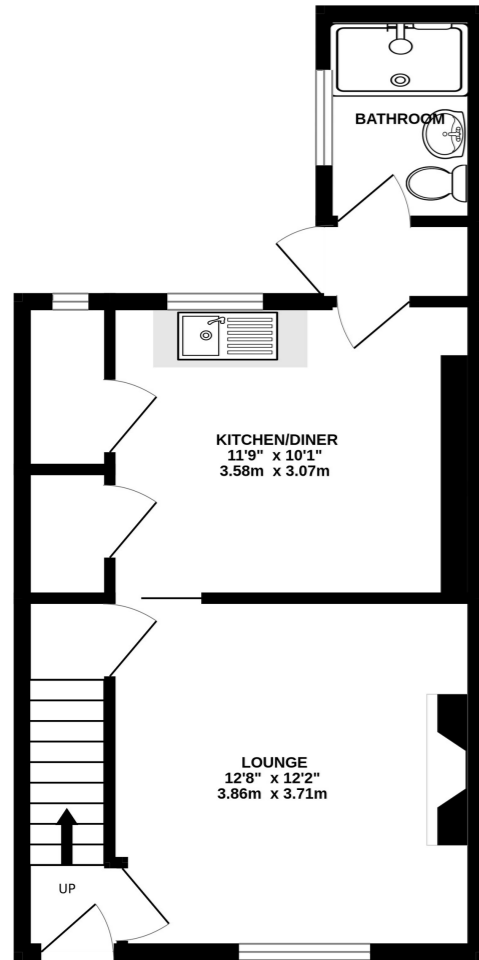 BATHROOM
KITCHEN/DINER
11'9" x 10'1"
3.58m x 3.07m
LOUNGE
12'8" x 12'2"
3.86m x 3.71m
UP